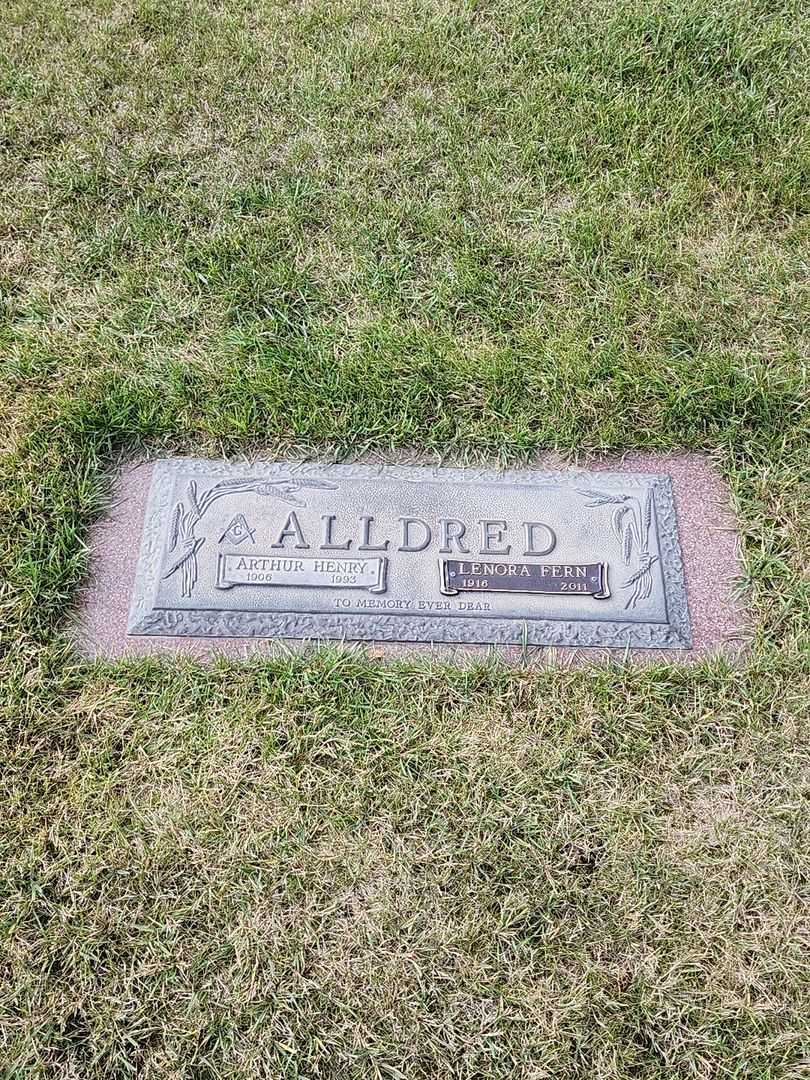 G
ALLDRED
ARTHUR HENRY
1906 1993
LENORA FERN
1916 2011
TO MEMORY EVER DEAR